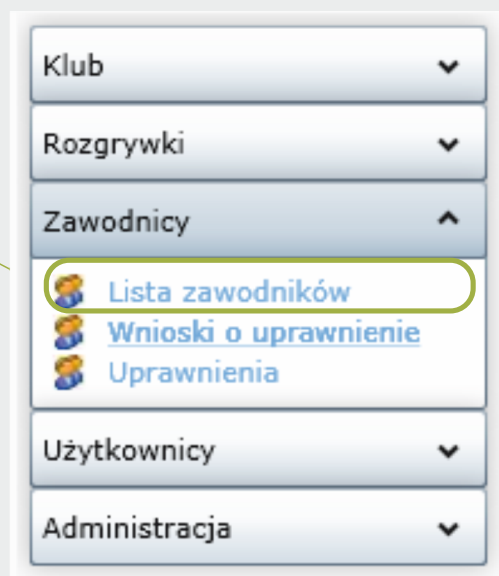 Klub
Rozgrywki
Zawodnicy
Lista zawodników
Wnioski o uprawnienie
Uprawnienia
Użytkownicy
Administracja